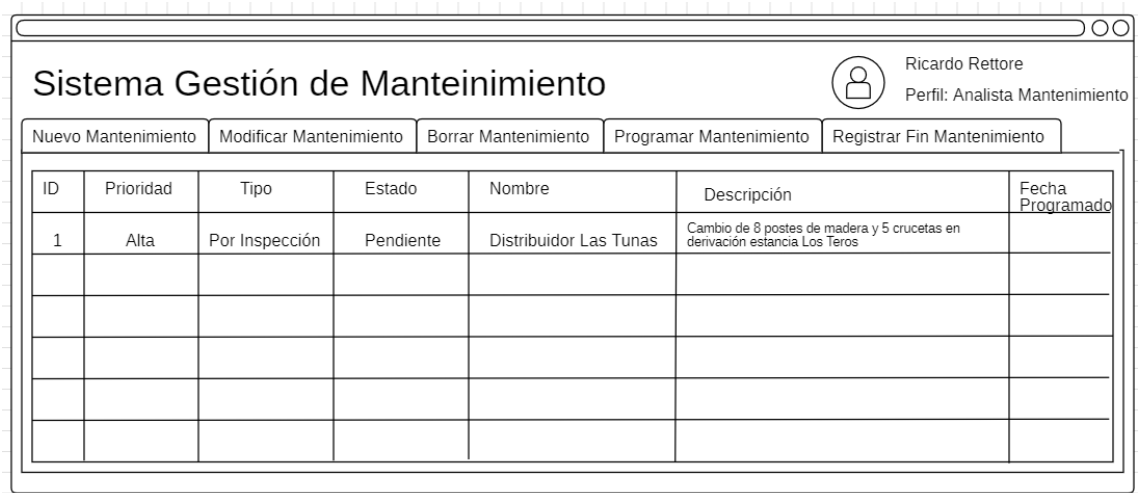 Sistema Gestión de Manteinimiento
Ricardo Rettore
Perfil: Analista Mantenimiento
Nuevo Mantenimiento
Modificar Mantenimiento
Borrar Mantenimiento
Programar Mantenimiento
Registrar Fin Mantenimiento
ID
Prioridad
Tipo
Estado
Nombre
Descripción
Fecha
Programado
1
Alta
Por Inspección
Pendiente
Distribuidor Las Tunas
Cambio de 8 postes de madera y 5 crucetas en
derivación estancia Los Teros